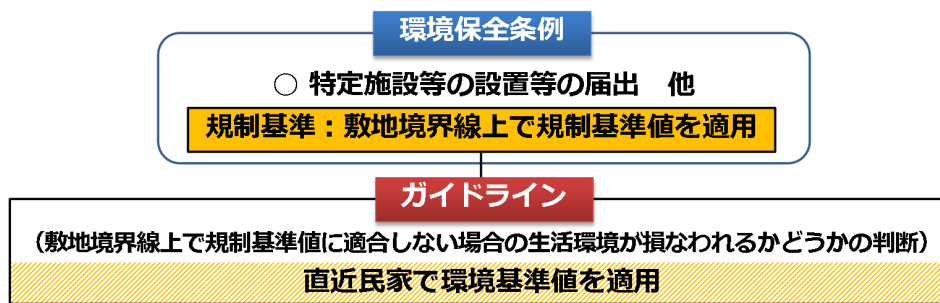 環境保全条例
○ 特定施設等の設置等の届出　他
規制基準：敷地境界線上で規制基準値を適用
ガイドライン
（敷地境界線上で規制基準値に適合しない場合の生活環境が損なわれるかどうかの判断）
直近民家で環境基準値を適用